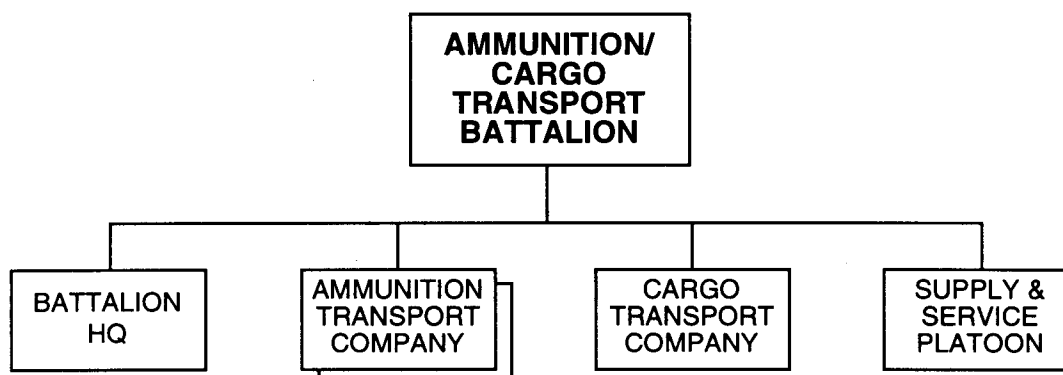 AMMUNITION/
CARGO
TRANSPORT
BATTALION
BATTALION
HQ
AMMUNITION
TRANSPORT
COMPANY
CARGO
TRANSPORT
COMPANY
SUPPLY &
SERVICE
PLATOON